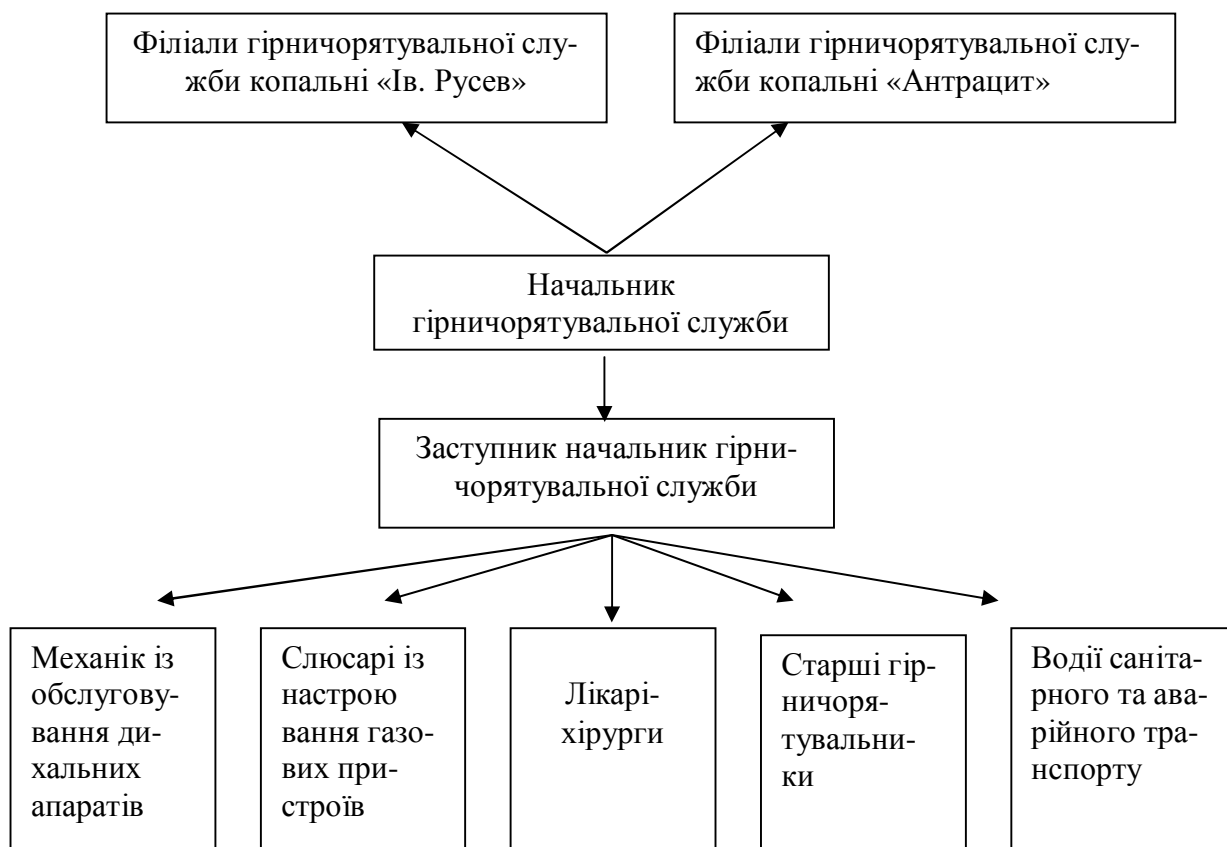 Філіали гірничорятувальної слу-
жби копальні «Ів. Русев»
Філіали гірничорятувальної слу-
жби копальні «Антрацит»
Начальник
гірничорятувальної служби
Заступник начальник гірни-
чорятувальної служби
Механік із
обслугову-
вання ди-
хальних
апаратів
Слюсарі із
настрою
вання газо-
вих при-
строїв
Лікарі-
хірурги
Старші гір-
ничоря-
тувальни-
ки
Водії саніта-
рного та ава-
рійного тра-
нспорту